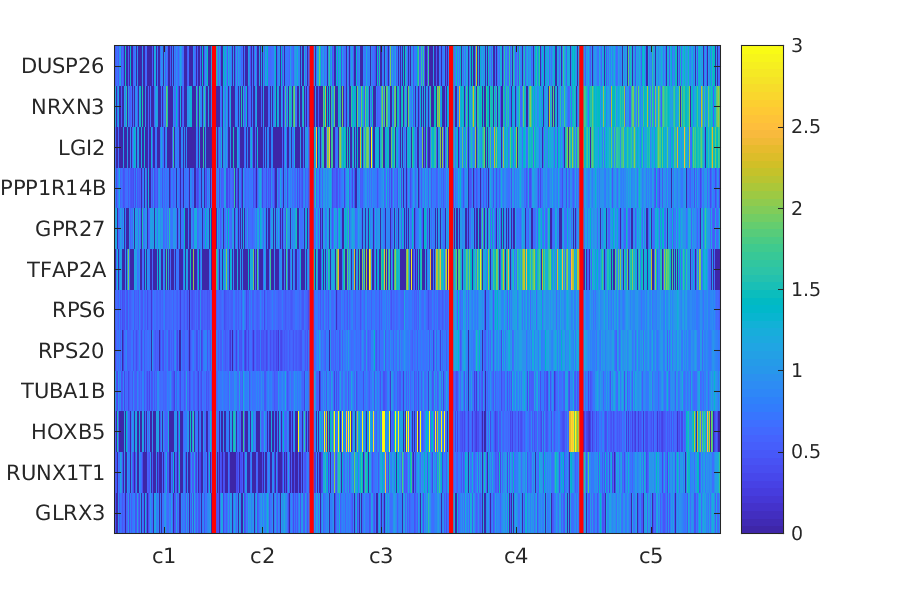 DUSP26
NRXN3
LGI2
PPP1R14B
GPR27
TFAP2A
RPS6
RPS20
TUBA1B
HOXB5
RUNX1T1
GLRX3
c1 c2 c3 c4 c5
3
2.5
2
1.5
1
0.5
0